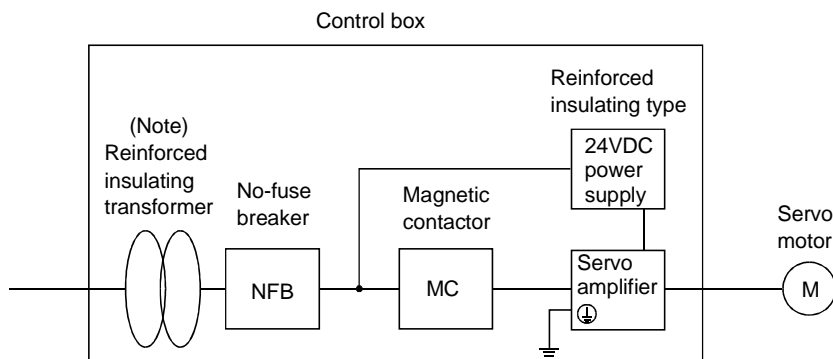 Control box
Reinforced
insulating type
(Note)
Reinforced
insulating
transformer
No-fuse
breaker
Magnetic
contactor
24VDC
power
supply
Servo
motor
NFB
MC
Servo
amplifier
M